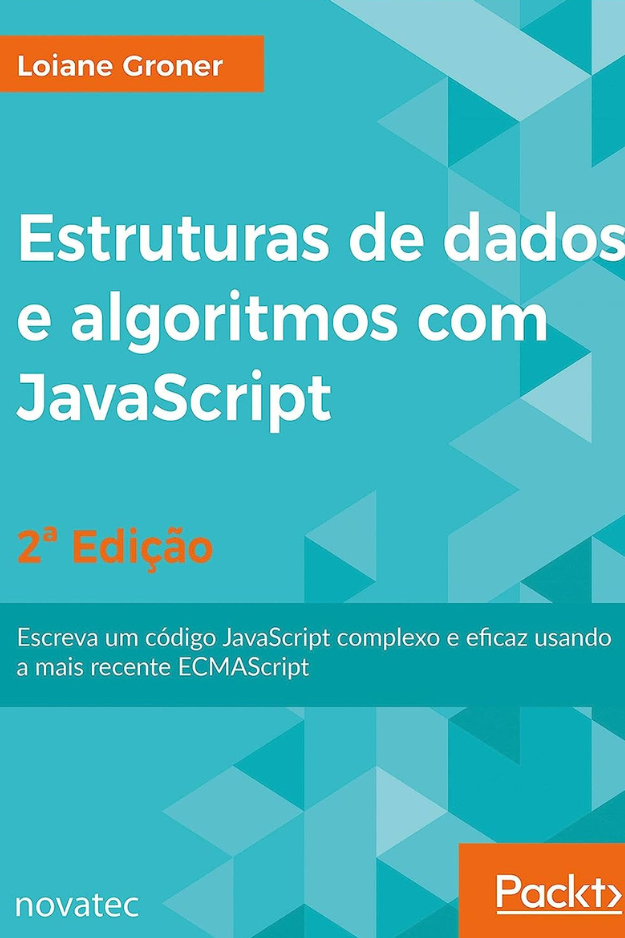 Loiane Groner
Estruturas de dados
e algoritmos com
JavaScript
2ª Edição
Escreva um código JavaScript complexo e eficaz usando
a mais recente ECMAScript
novatec
Packt>